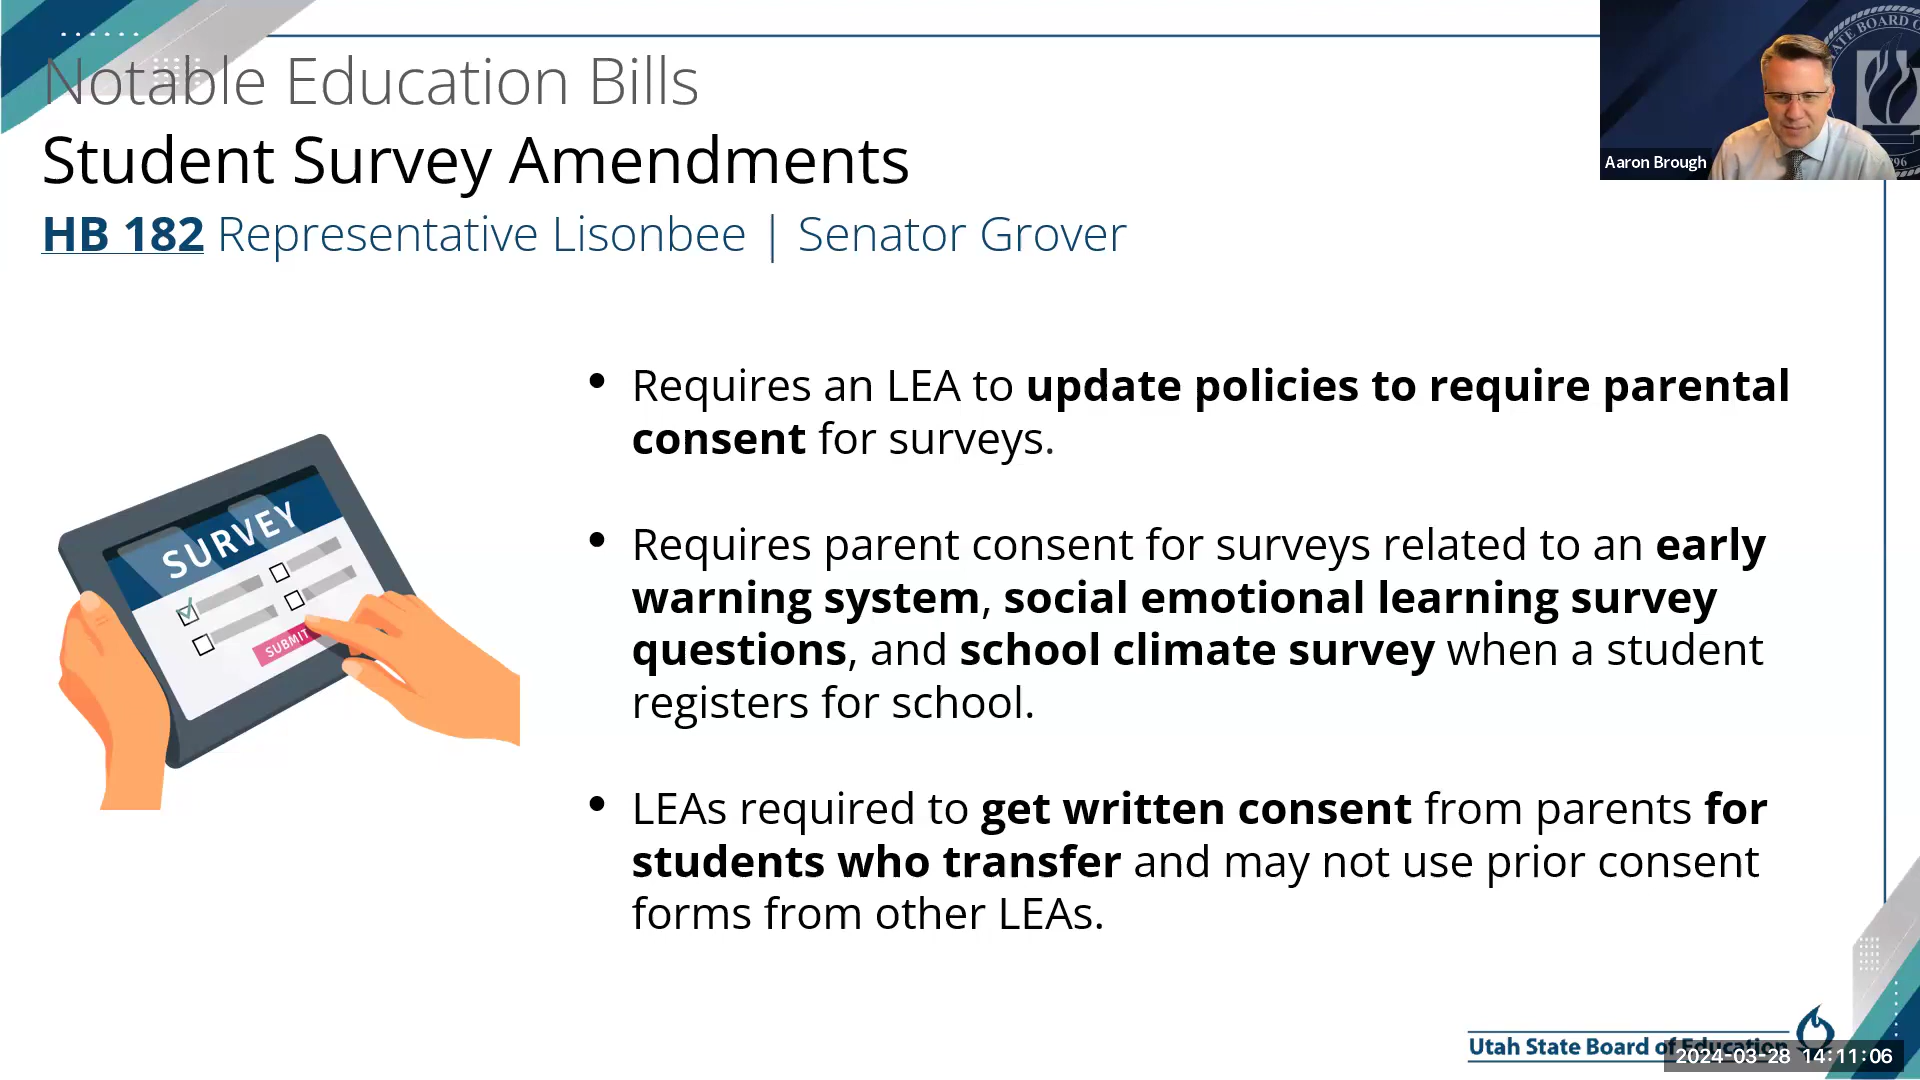 Notable Education Bills
Student Survey Amendments
HB 182 Representative Lisonbee | Senator Grover
Aaron Brough
• Requires an LEA to update policies to require parental
consent for surveys.
• Requires parent consent for surveys related to an early
warning system, social emotional learning survey
questions, and school climate survey when a student
registers for school.
• LEAs required to get written consent from parents for
students who transfer and may not use prior consent
forms from other LEAs.
SURVEY
SUBMIT
Utah State Board of Education
2024-03-28 14:11:06